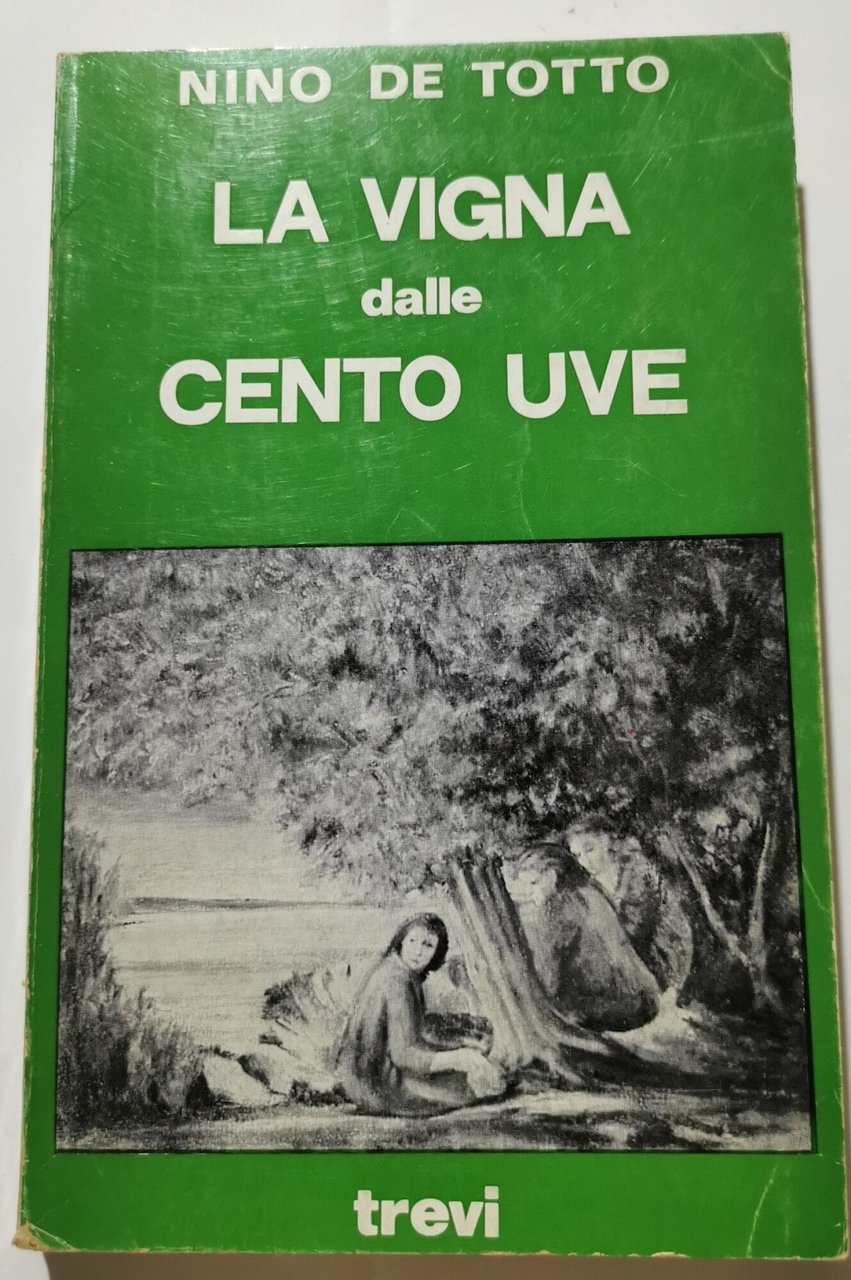 NINO DE TOTTO
LA VIGNA
dalle
CENTO UVE
trevi